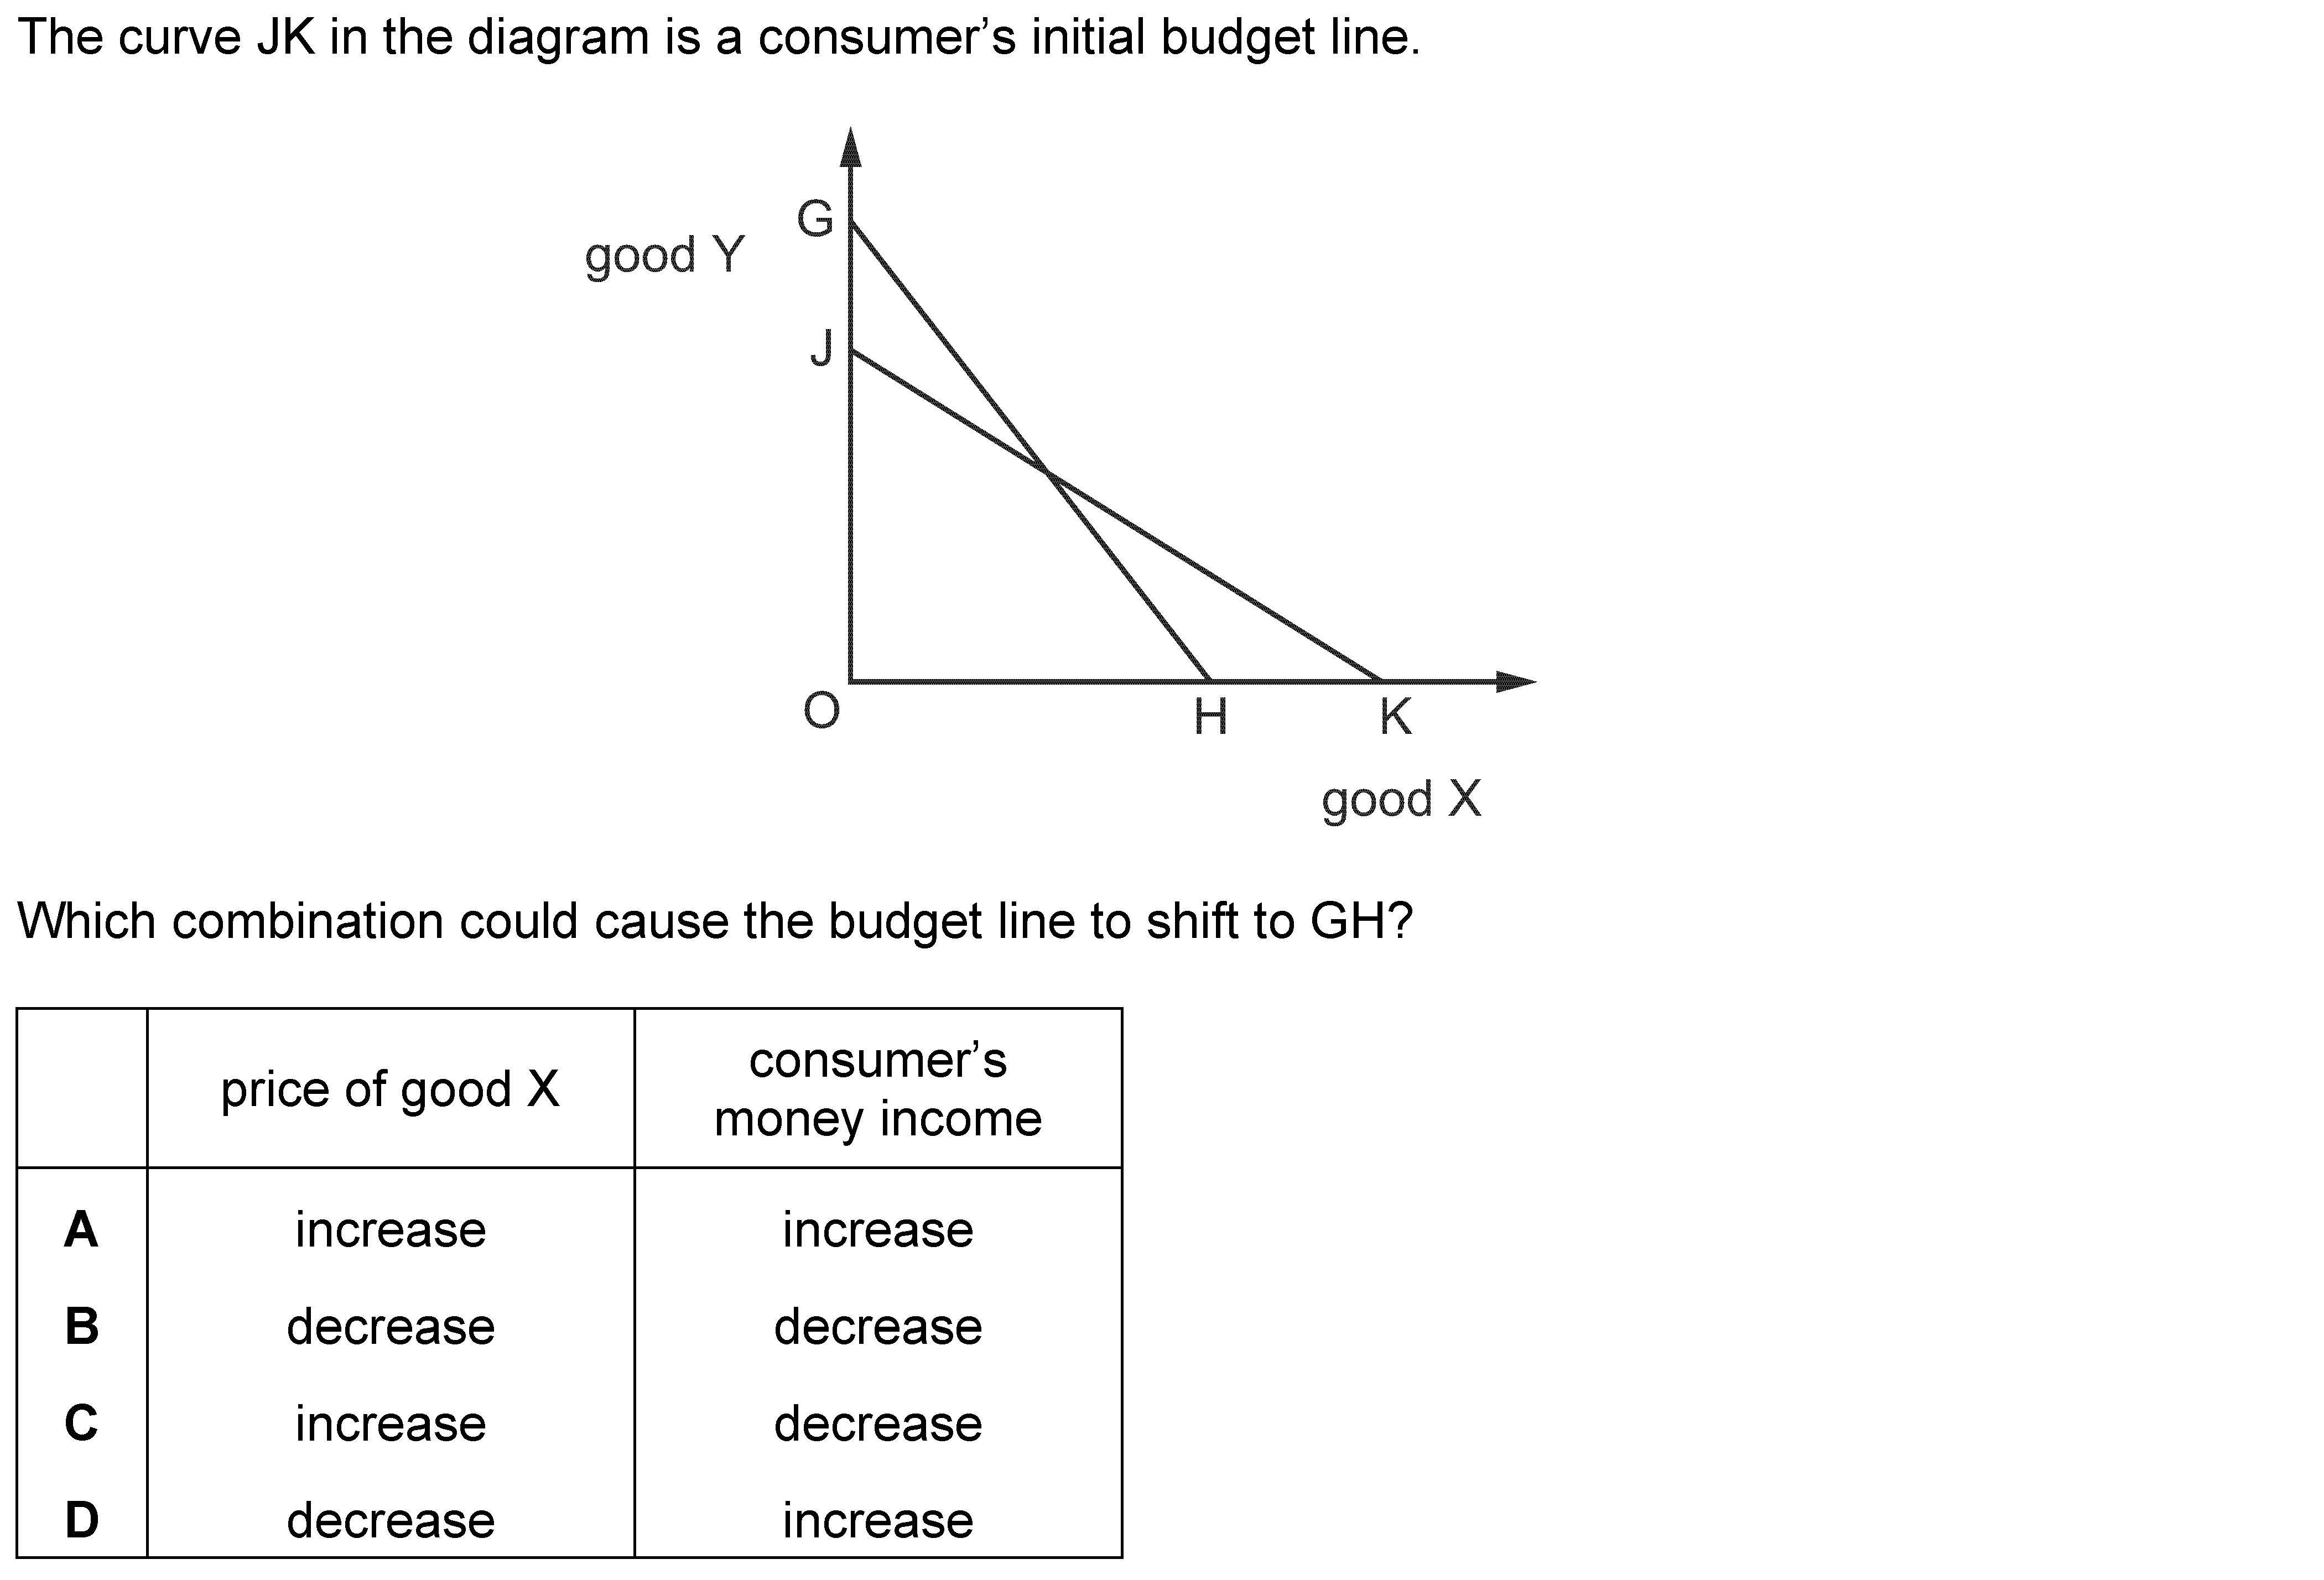 The curve JK in the diagram is a consumer’s initial budget line.
G
good Y
J
O
H
K
good X
Which combination could cause the budget line to shift to GH?
price of good X
consumer’s
money income
A increase increase
B decrease decrease
C increase decrease
D decrease increase